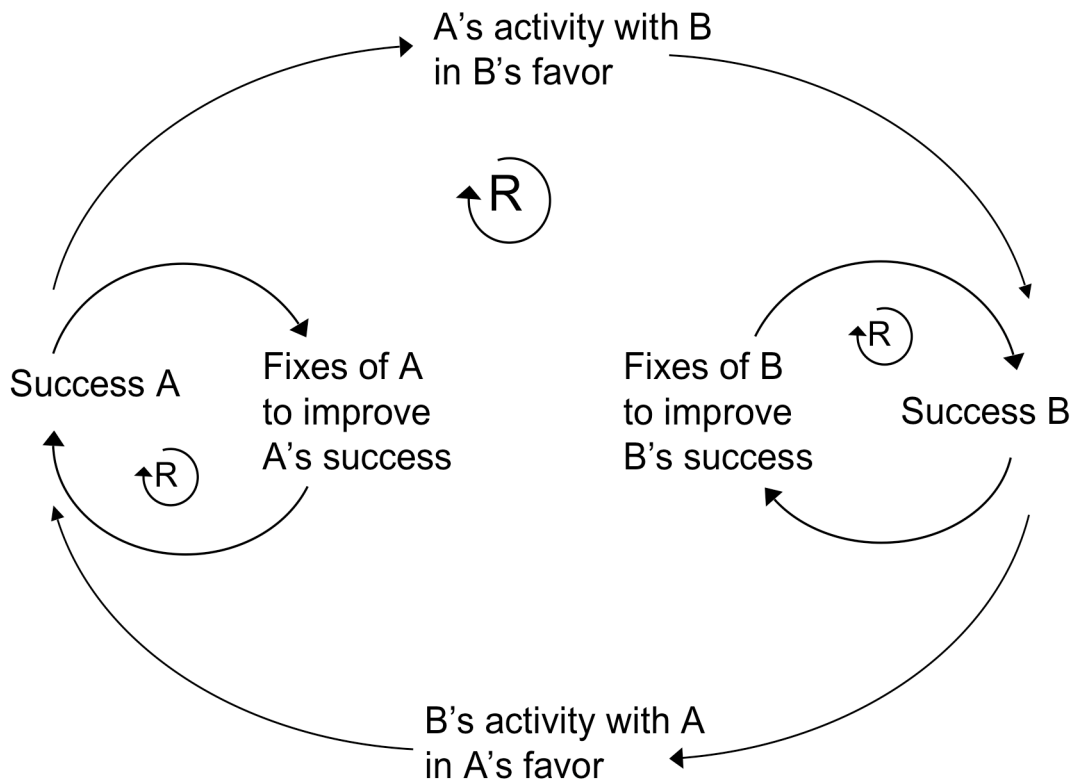 A's activity with B
in B's favor
R
Success A
Fixes of A
to improve
A's success
R
Fixes of B
to improve
B's success
R
Success B
B's activity with A
in A's favor